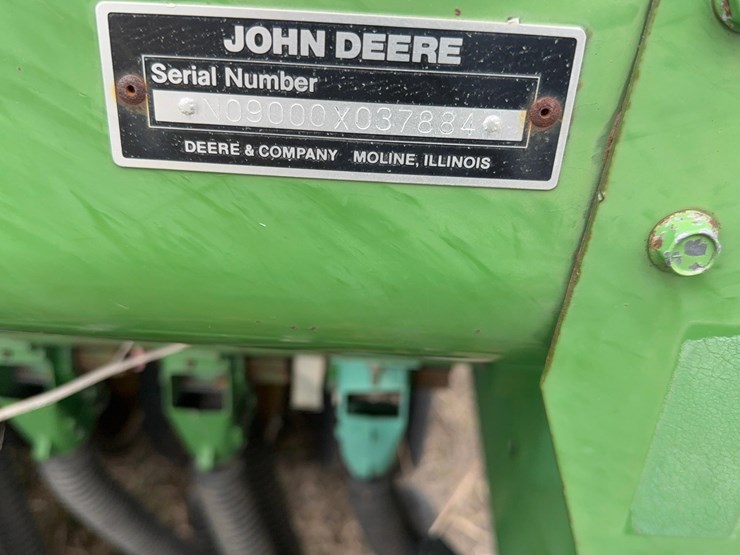 JOHN DEERE
Serial Number
N09000X037884
DEERE & COMPANY MOLINE, ILLINOIS